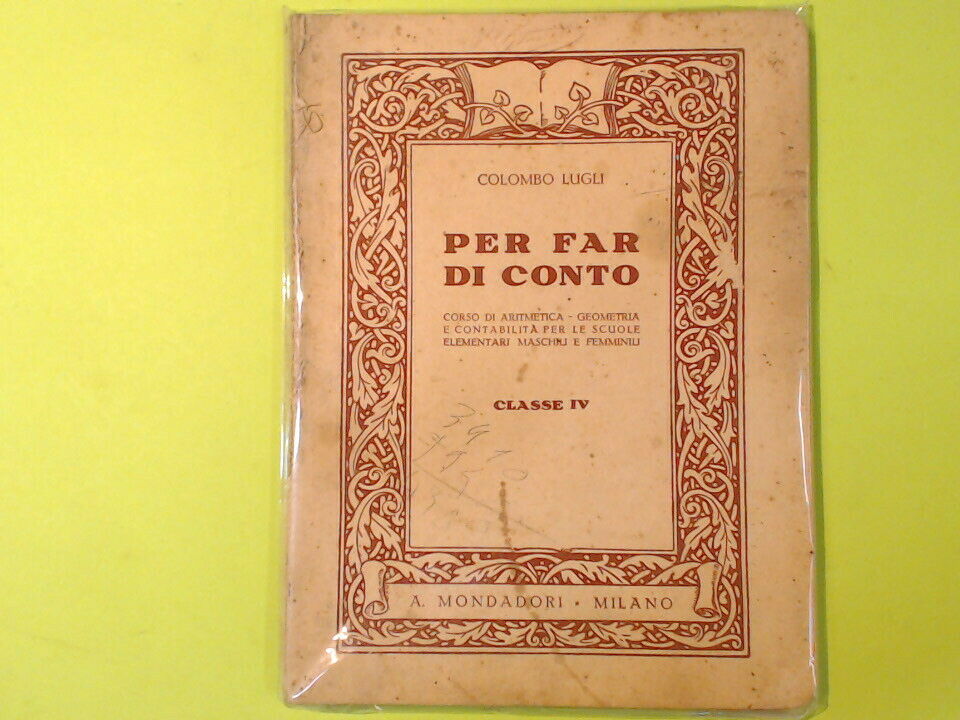 COLOMBO LUGLI
PER FAR
DI CONTO
CORSO DI ARITMETICA - GEOMETRIA
E CONTABILITÀ PER LE SCUOLE
ELEMENTARI MASCHILI E FEMMINILI
CLASSE IV
A. MONDADORI · MILANO